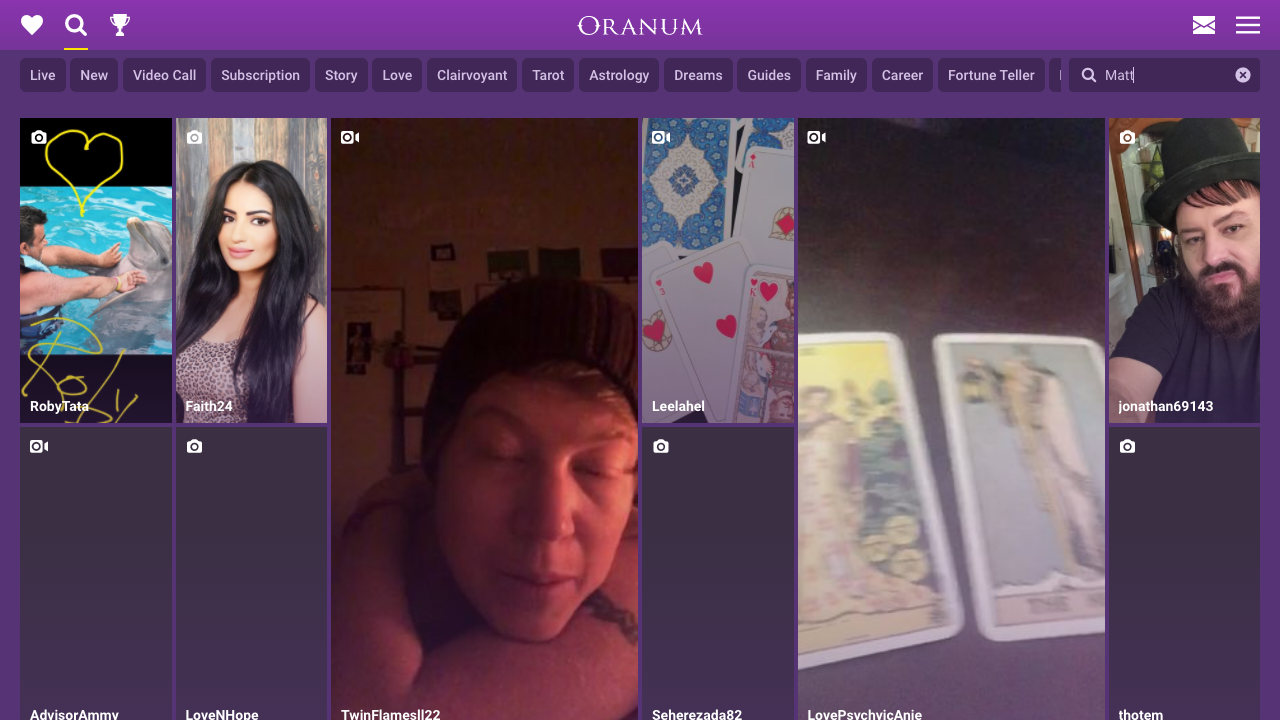 ORANUM
Live New Video Call Subscription Story Love Clairvoyant Tarot Astrology Dreams Guides Family Career Fortune Teller Matt
RobyTata Faith24 Leelahel jonathan69143
AdvisorAmmy LoveNHope TwinFlamesll22 Seherezada82 LovePsychvicAnie thotem